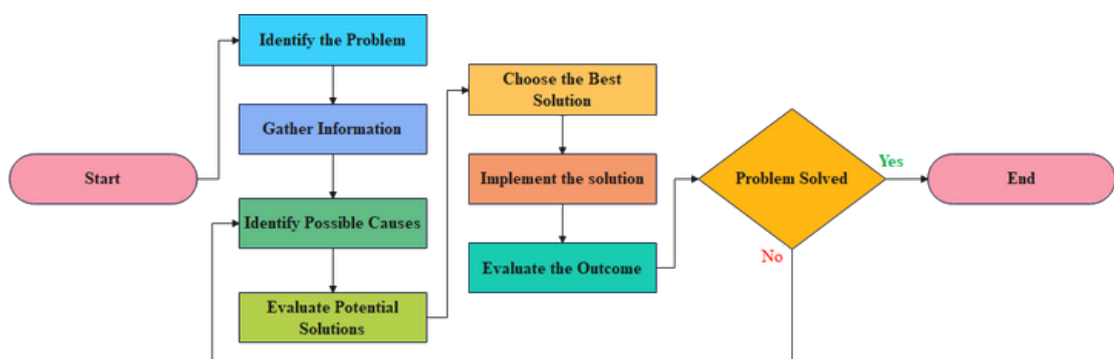 Start
Identify the Problem
Gather Information
Identify Possible Causes
Evaluate Potential
Solutions
Choose the Best
Solution
Implement the solution
Evaluate the Outcome
Problem Solved
Yes
No
End